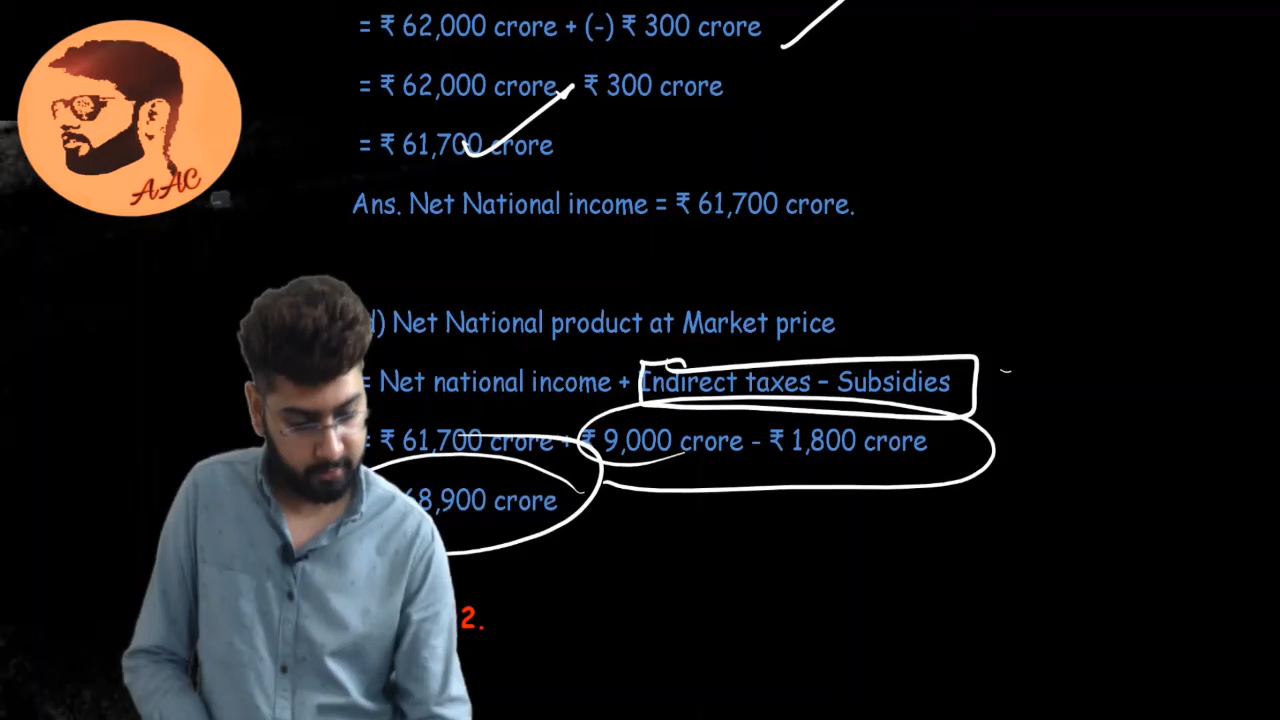 = ₹ 62,000 crore + (-) ₹ 300 crore
= ₹ 62,000 crore - ₹ 300 crore
= ₹ 61,700 crore
AAC
Ans. Net National income = ₹ 61,700 crore.
d) Net National product at Market price
= Net national income + Indirect taxes – Subsidies
= ₹ 61,700 crore + ₹ 9,000 crore - ₹ 1,800 crore
68,900 crore
2.